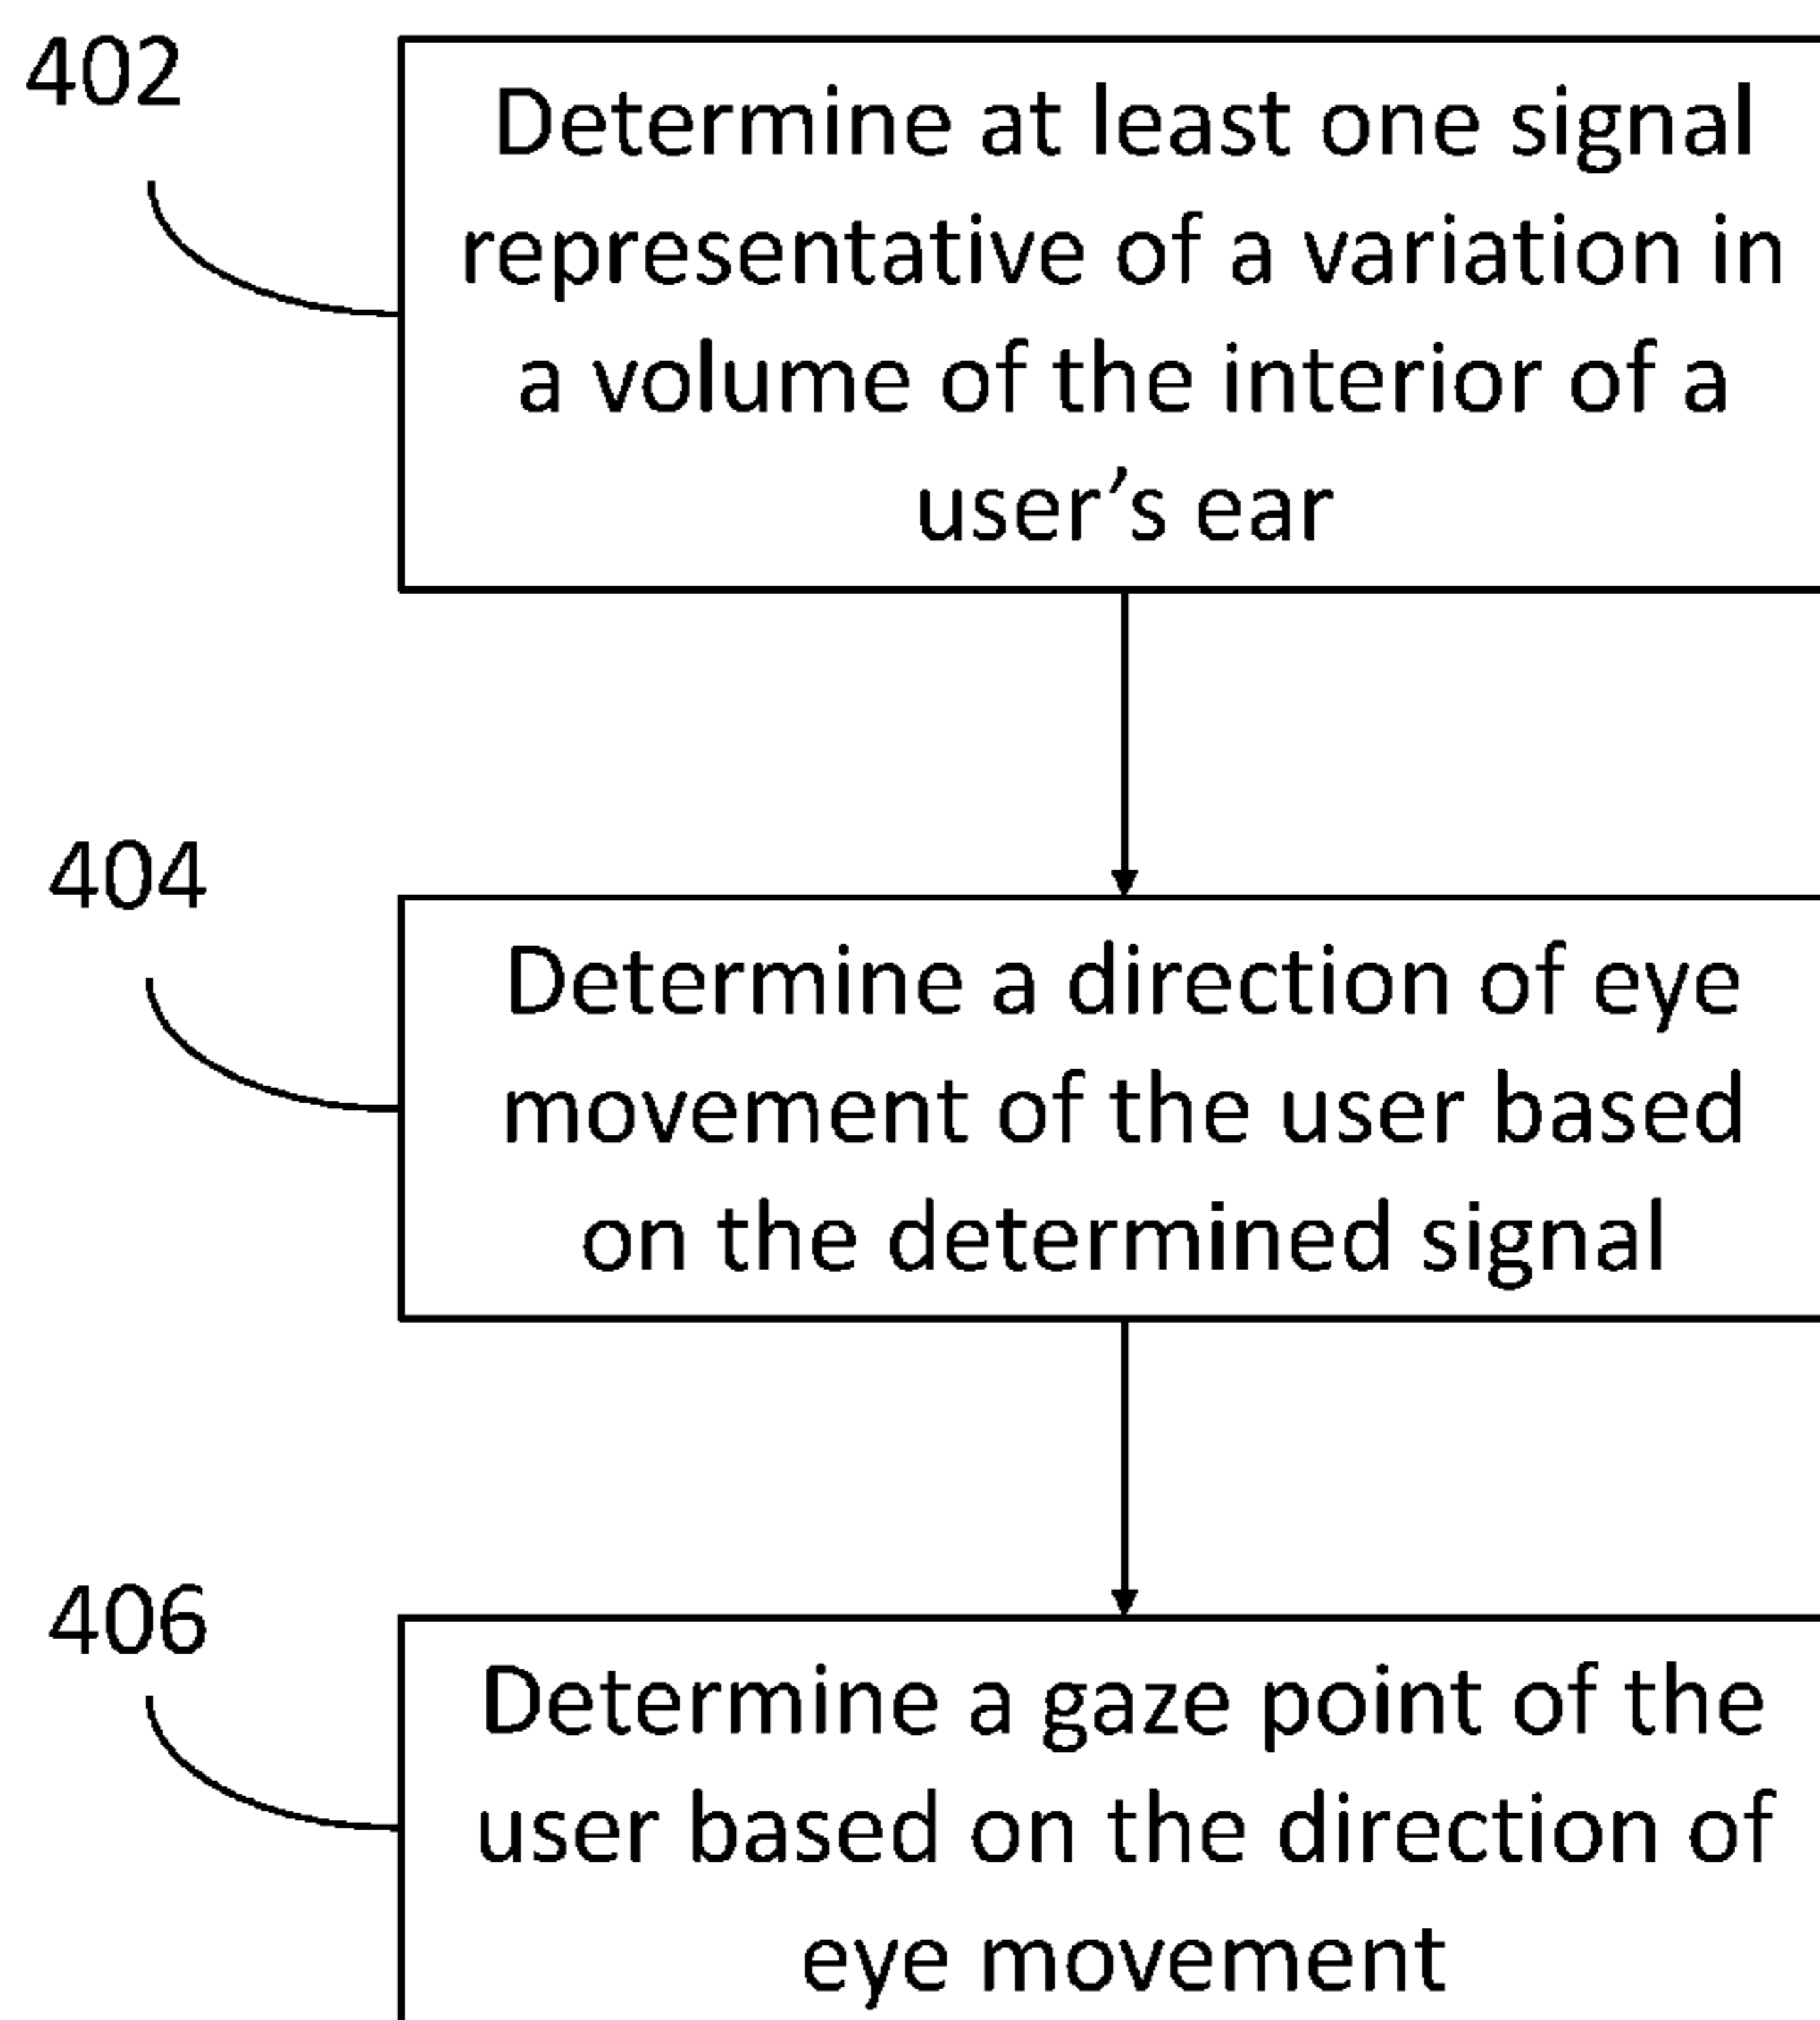 402
Determine at least one signal
representative of a variation in
a volume of the interior of a
user's ear
404
Determine a direction of eye
movement of the user based
on the determined signal
406
Determine a gaze point of the
user based on the direction of
eye movement